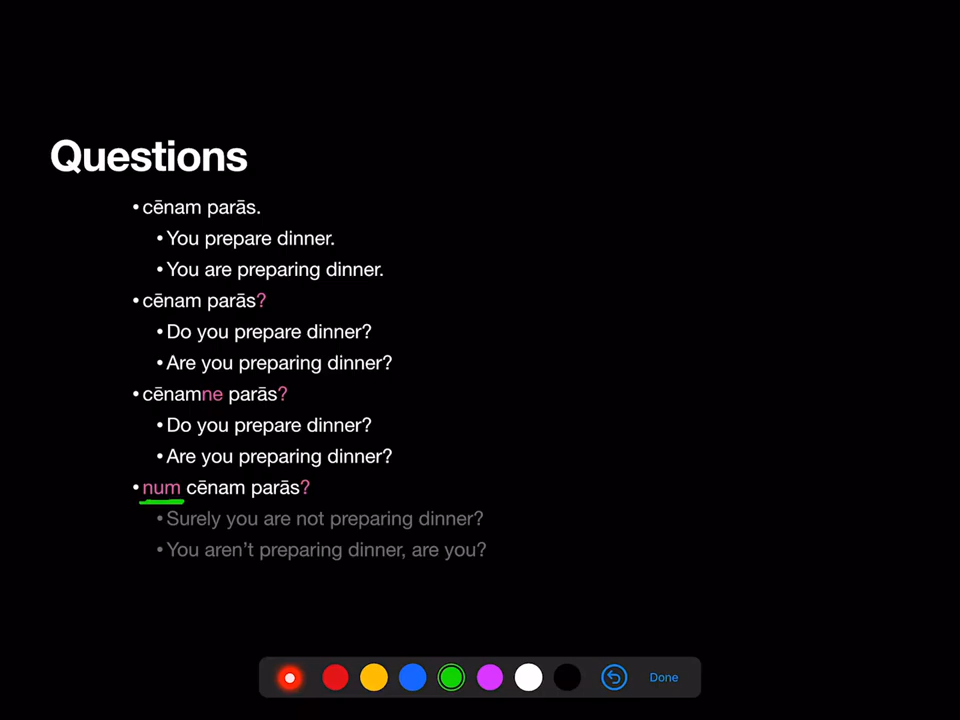 Questions
•cēnam parās.
•You prepare dinner.
•You are preparing dinner.
•cēnam parās?
•Do you prepare dinner?
•Are you preparing dinner?
•cēnamne parās?
•Do you prepare dinner?
•Are you preparing dinner?
•num cēnam parās?
•Surely you are not preparing dinner?
•You aren’t preparing dinner, are you?
Done